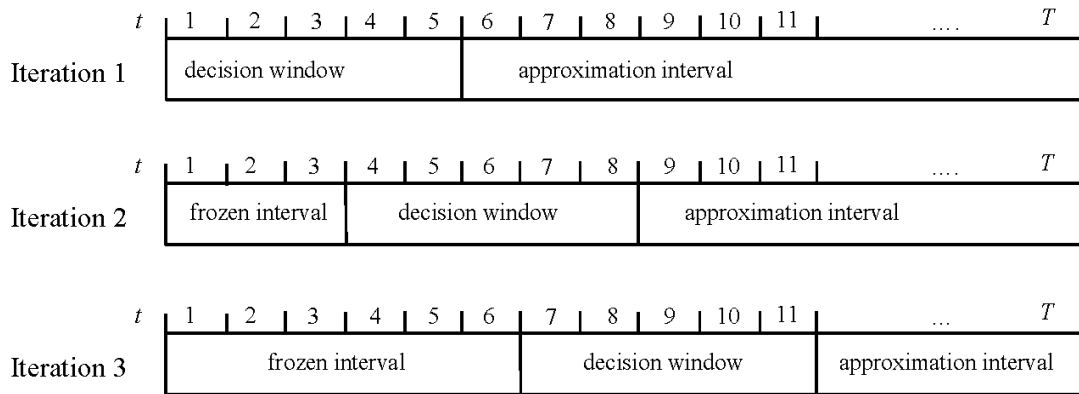 t 1 2 3 4 5 6 7 8 9 10 11 .... T
Iteration 1 decision window approximation interval
t 1 2 3 4 5 6 7 8 9 10 11 .... T
Iteration 2 frozen interval decision window approximation interval
t 1 2 3 4 5 6 7 8 9 10 11 ... T
Iteration 3 frozen interval decision window approximation interval